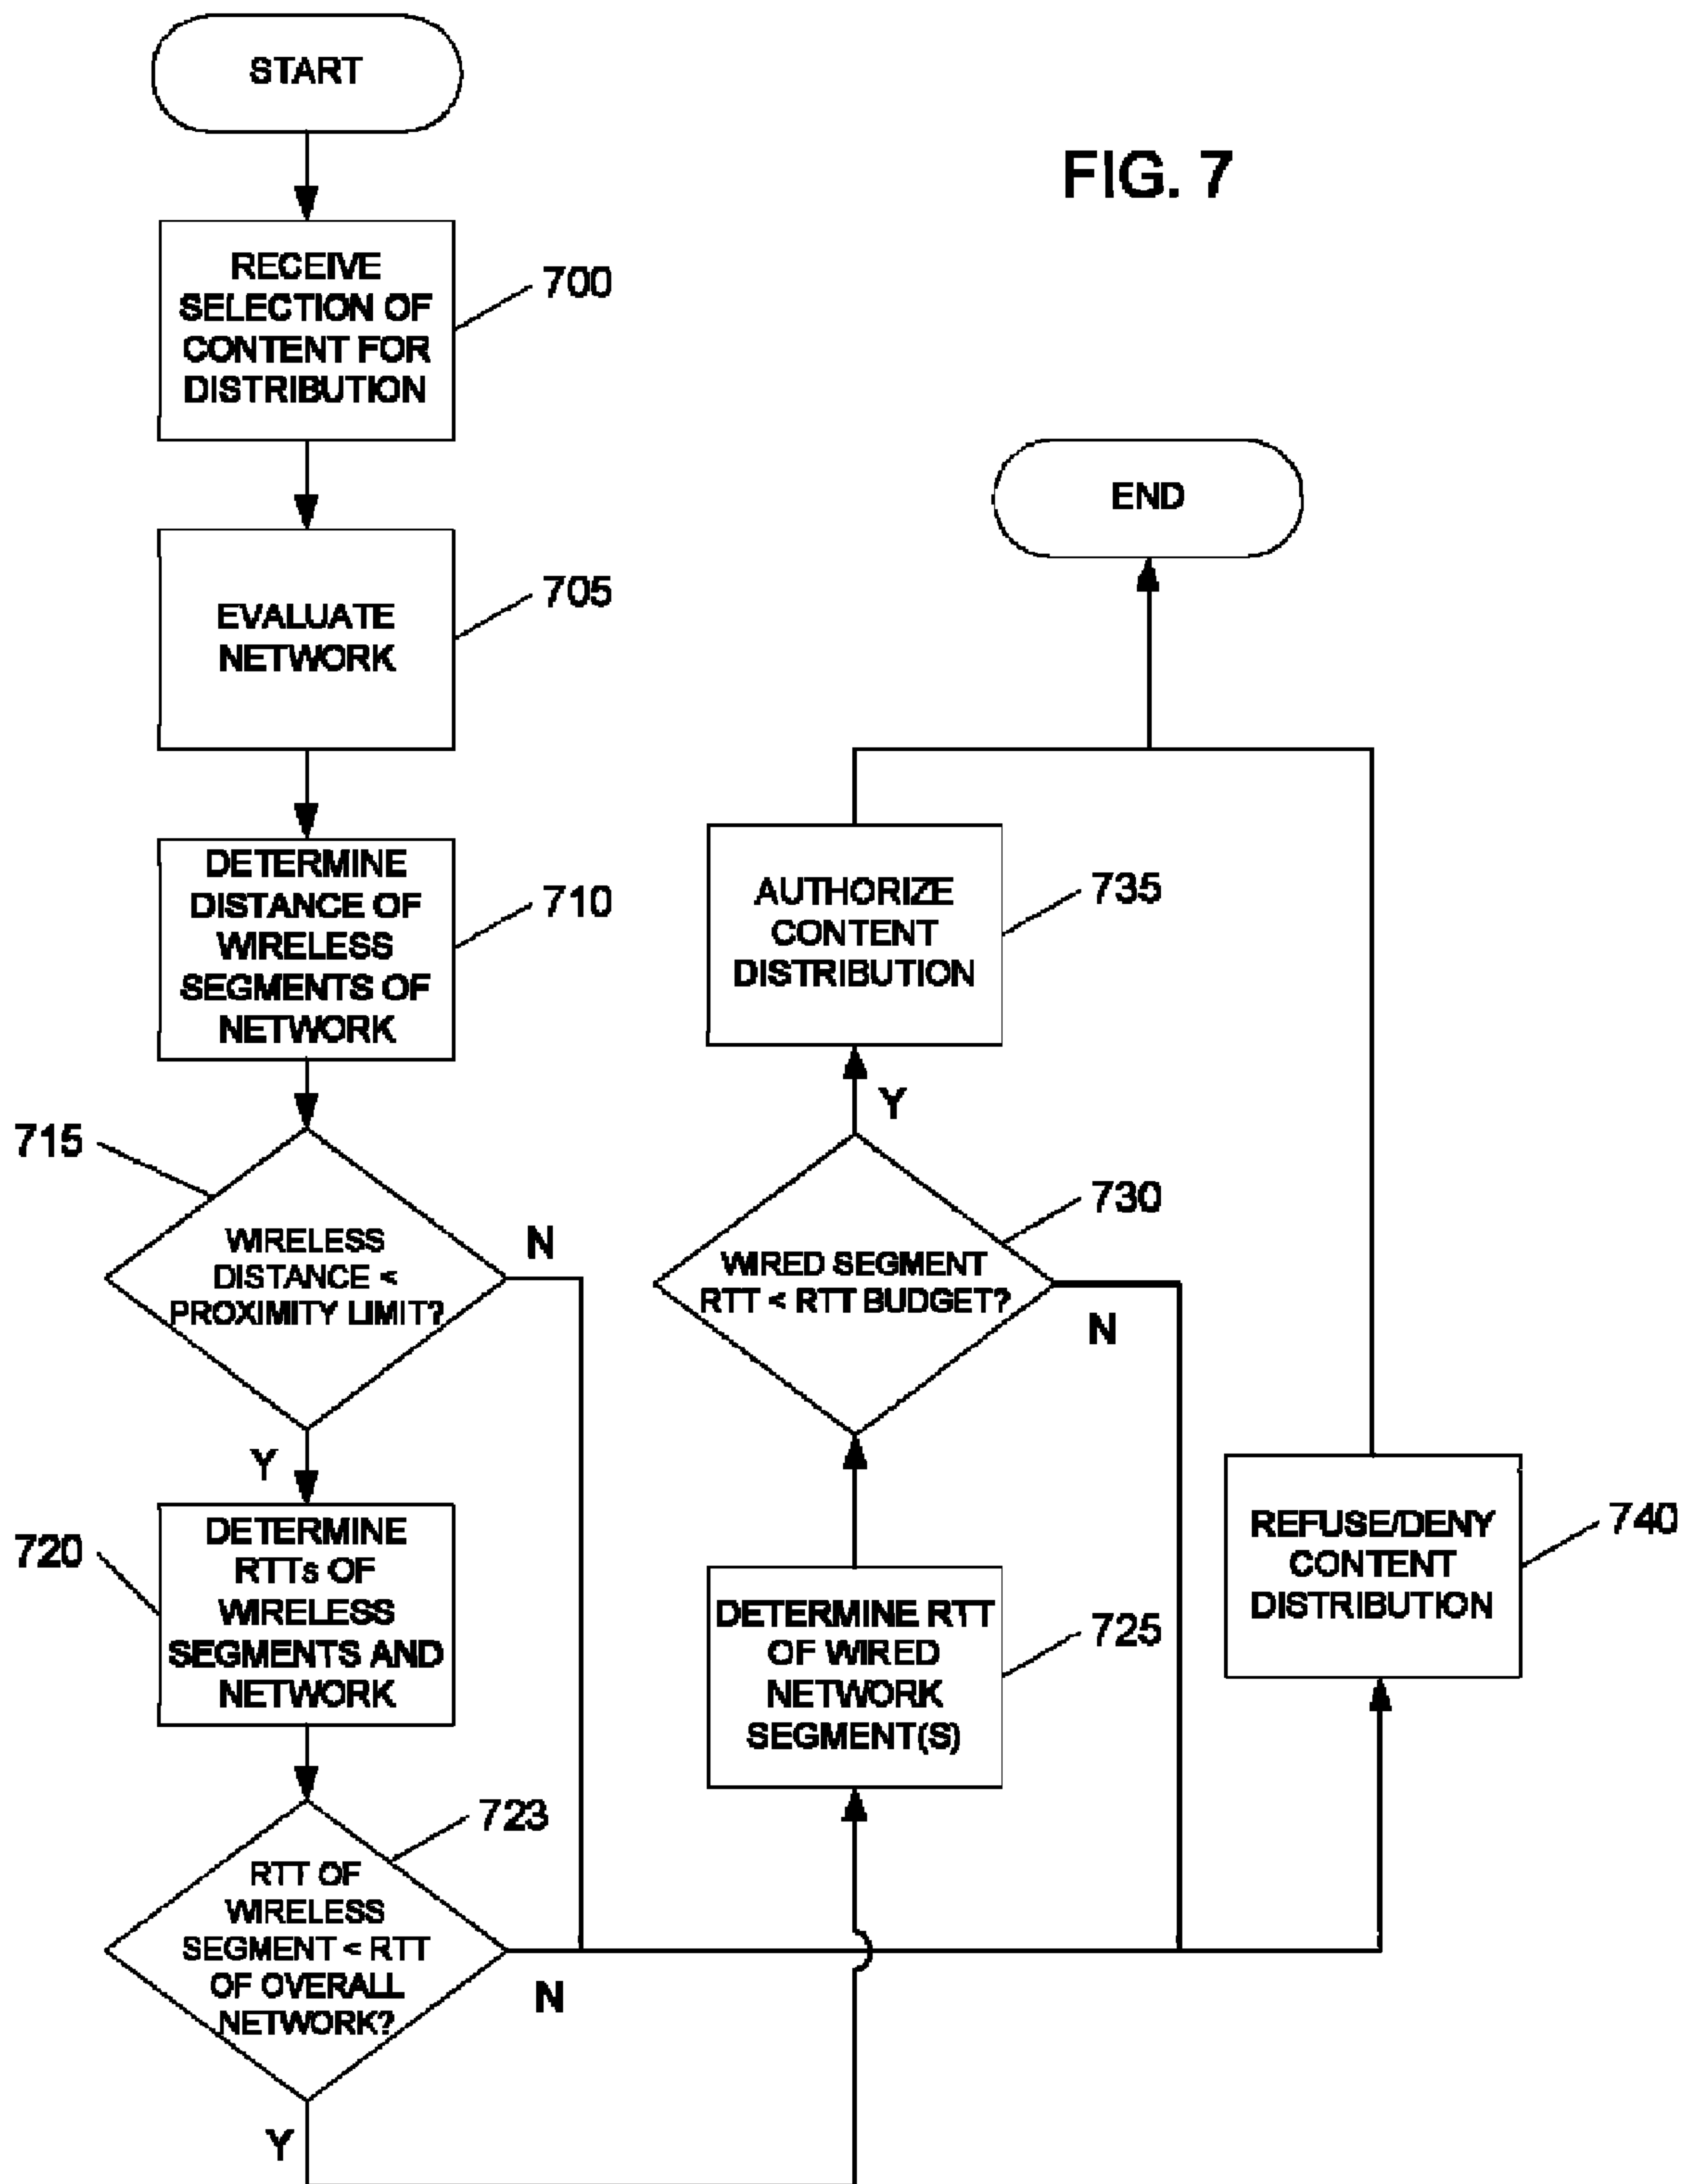 START
FIG. 7
RECEIVE
SELECTION OF
CONTENT FOR
DISTRIBUTION
700
EVALUATE
NETWORK
705
DETERMINE
DISTANCE OF
WIRELESS
SEGMENTS OF
NETWORK
710
715
WIRELESS
DISTANCE <
PROXIMITY LIMIT?
N
Y
720
DETERMINE
RTTs OF
WIRELESS
SEGMENTS AND
NETWORK
723
RTT OF
WIRELESS
SEGMENT < RTT
OF OVERALL
NETWORK?
N
Y
DETERMINE RTT
OF WIRED
NETWORK
SEGMENT(S)
725
WIRED SEGMENT
RTT < RTT BUDGET?
730
N
Y
AUTHORIZE
CONTENT
DISTRIBUTION
735
REFUSE/DENY
CONTENT
DISTRIBUTION
740
END